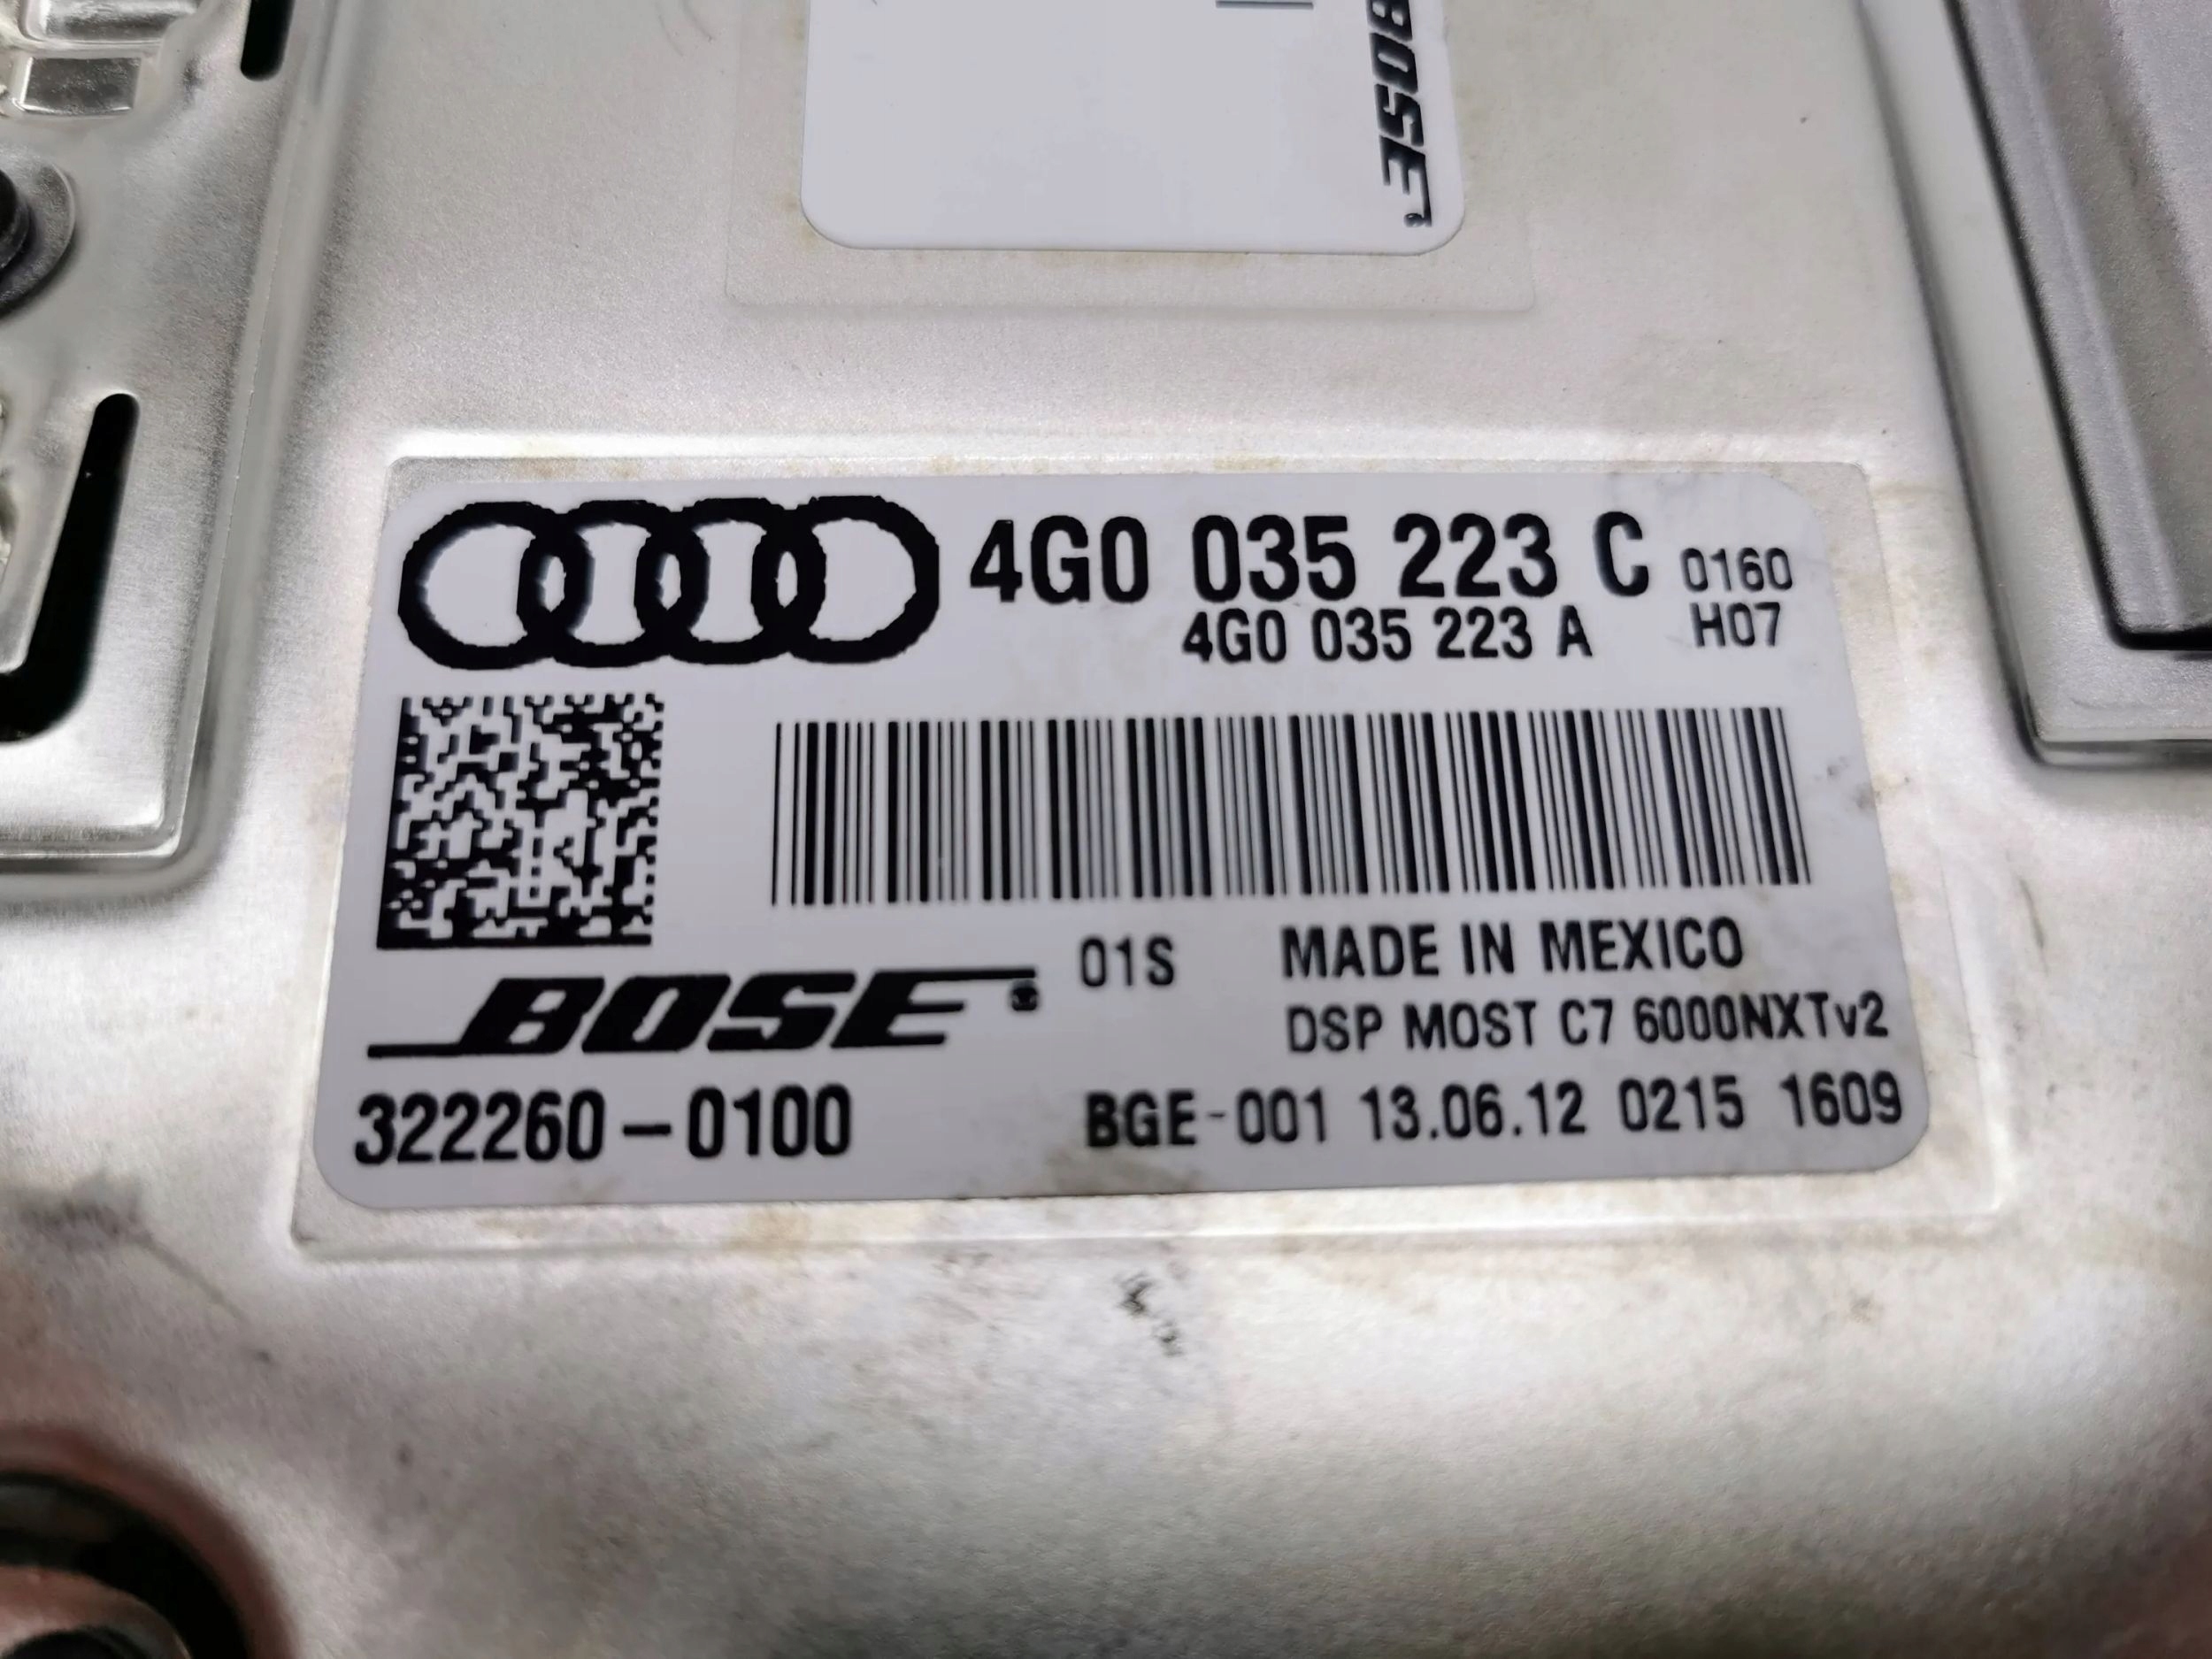 BOSE
4G0 035 223 C 0160
4G0 035 223 A H07
01S MADE IN MEXICO
BOSE DSP MOST C7 6000NXTv2
322260-0100 BGE-001 13.06.12 0215 1609